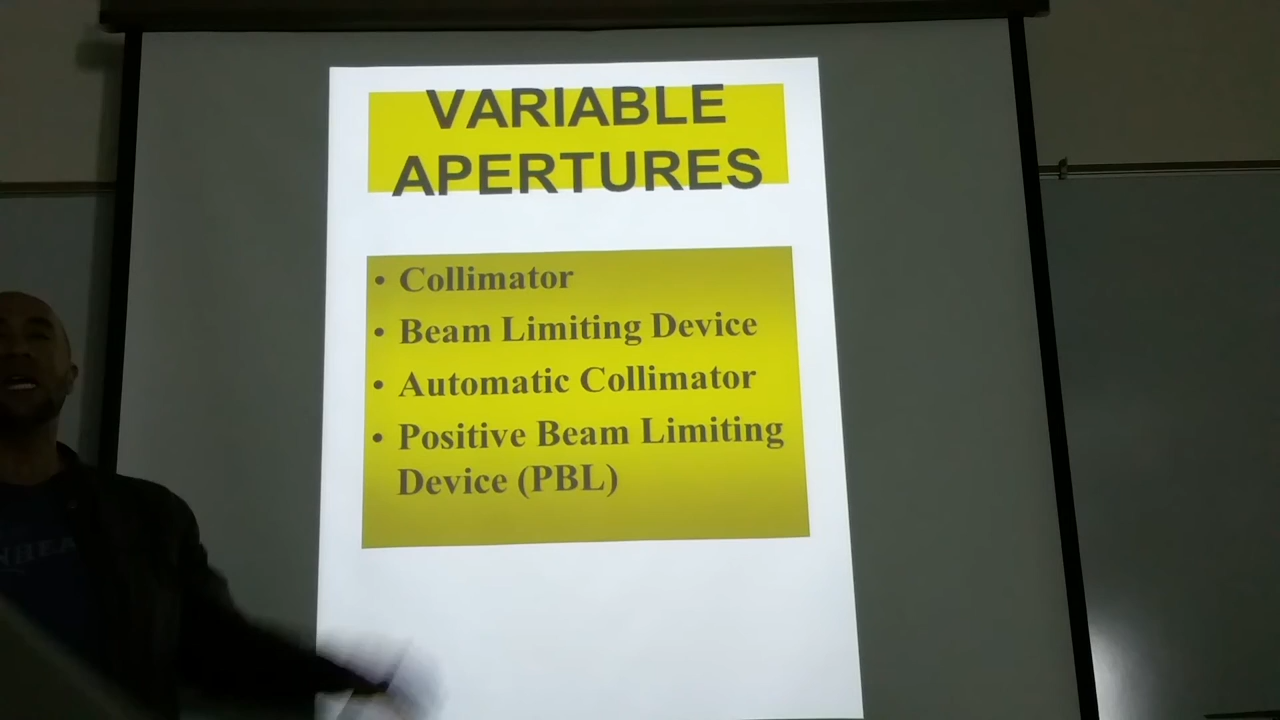 VARIABLE
APERTURES
• Collimator
• Beam Limiting Device
• Automatic Collimator
• Positive Beam Limiting
Device (PBL)